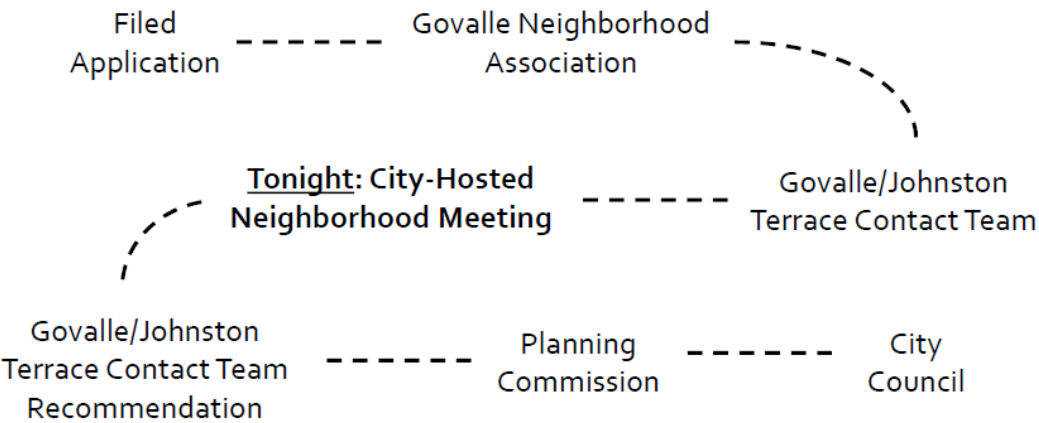 Filed
Application
Govalle Neighborhood
Association
Govalle/Johnston
Terrace Contact Team
Tonight: City-Hosted
Neighborhood Meeting
Govalle/Johnston
Terrace Contact Team
Recommendation
Planning
Commission
City
Council